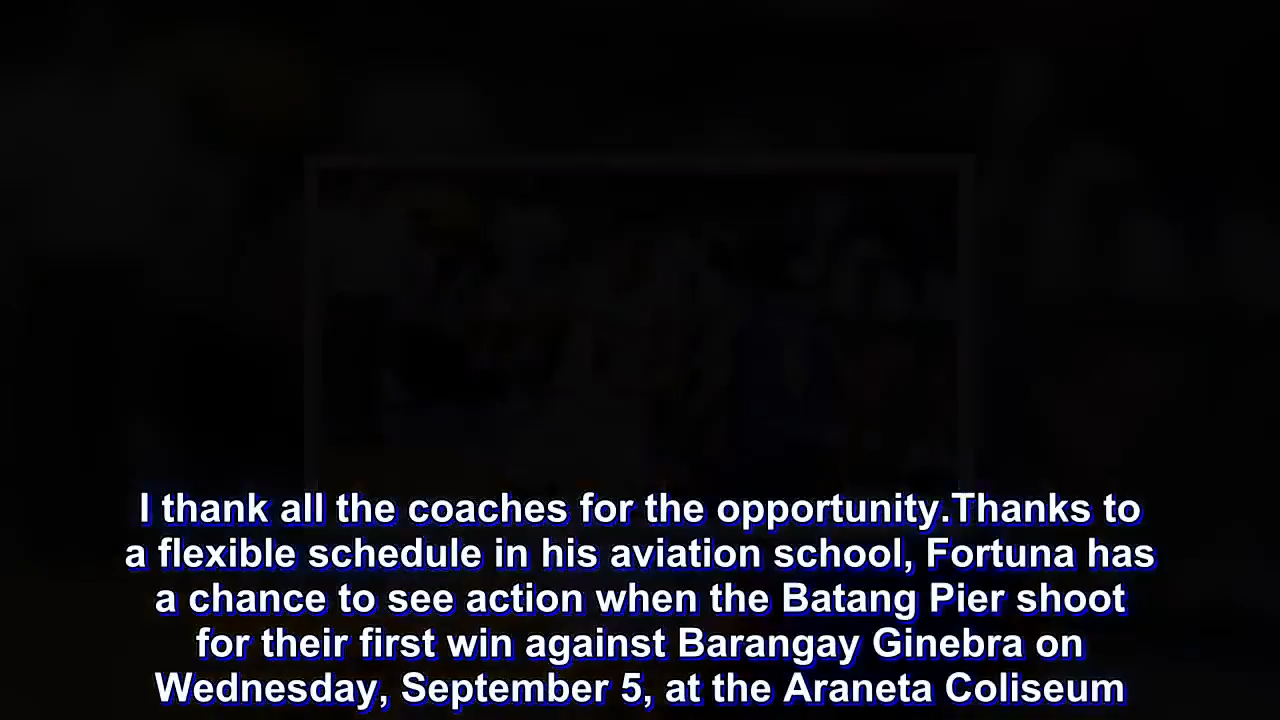 I thank all the coaches for the opportunity.Thanks to
a flexible schedule in his aviation school, Fortuna has
a chance to see action when the Batang Pier shoot
for their first win against Barangay Ginebra on
Wednesday, September 5, at the Araneta Coliseum